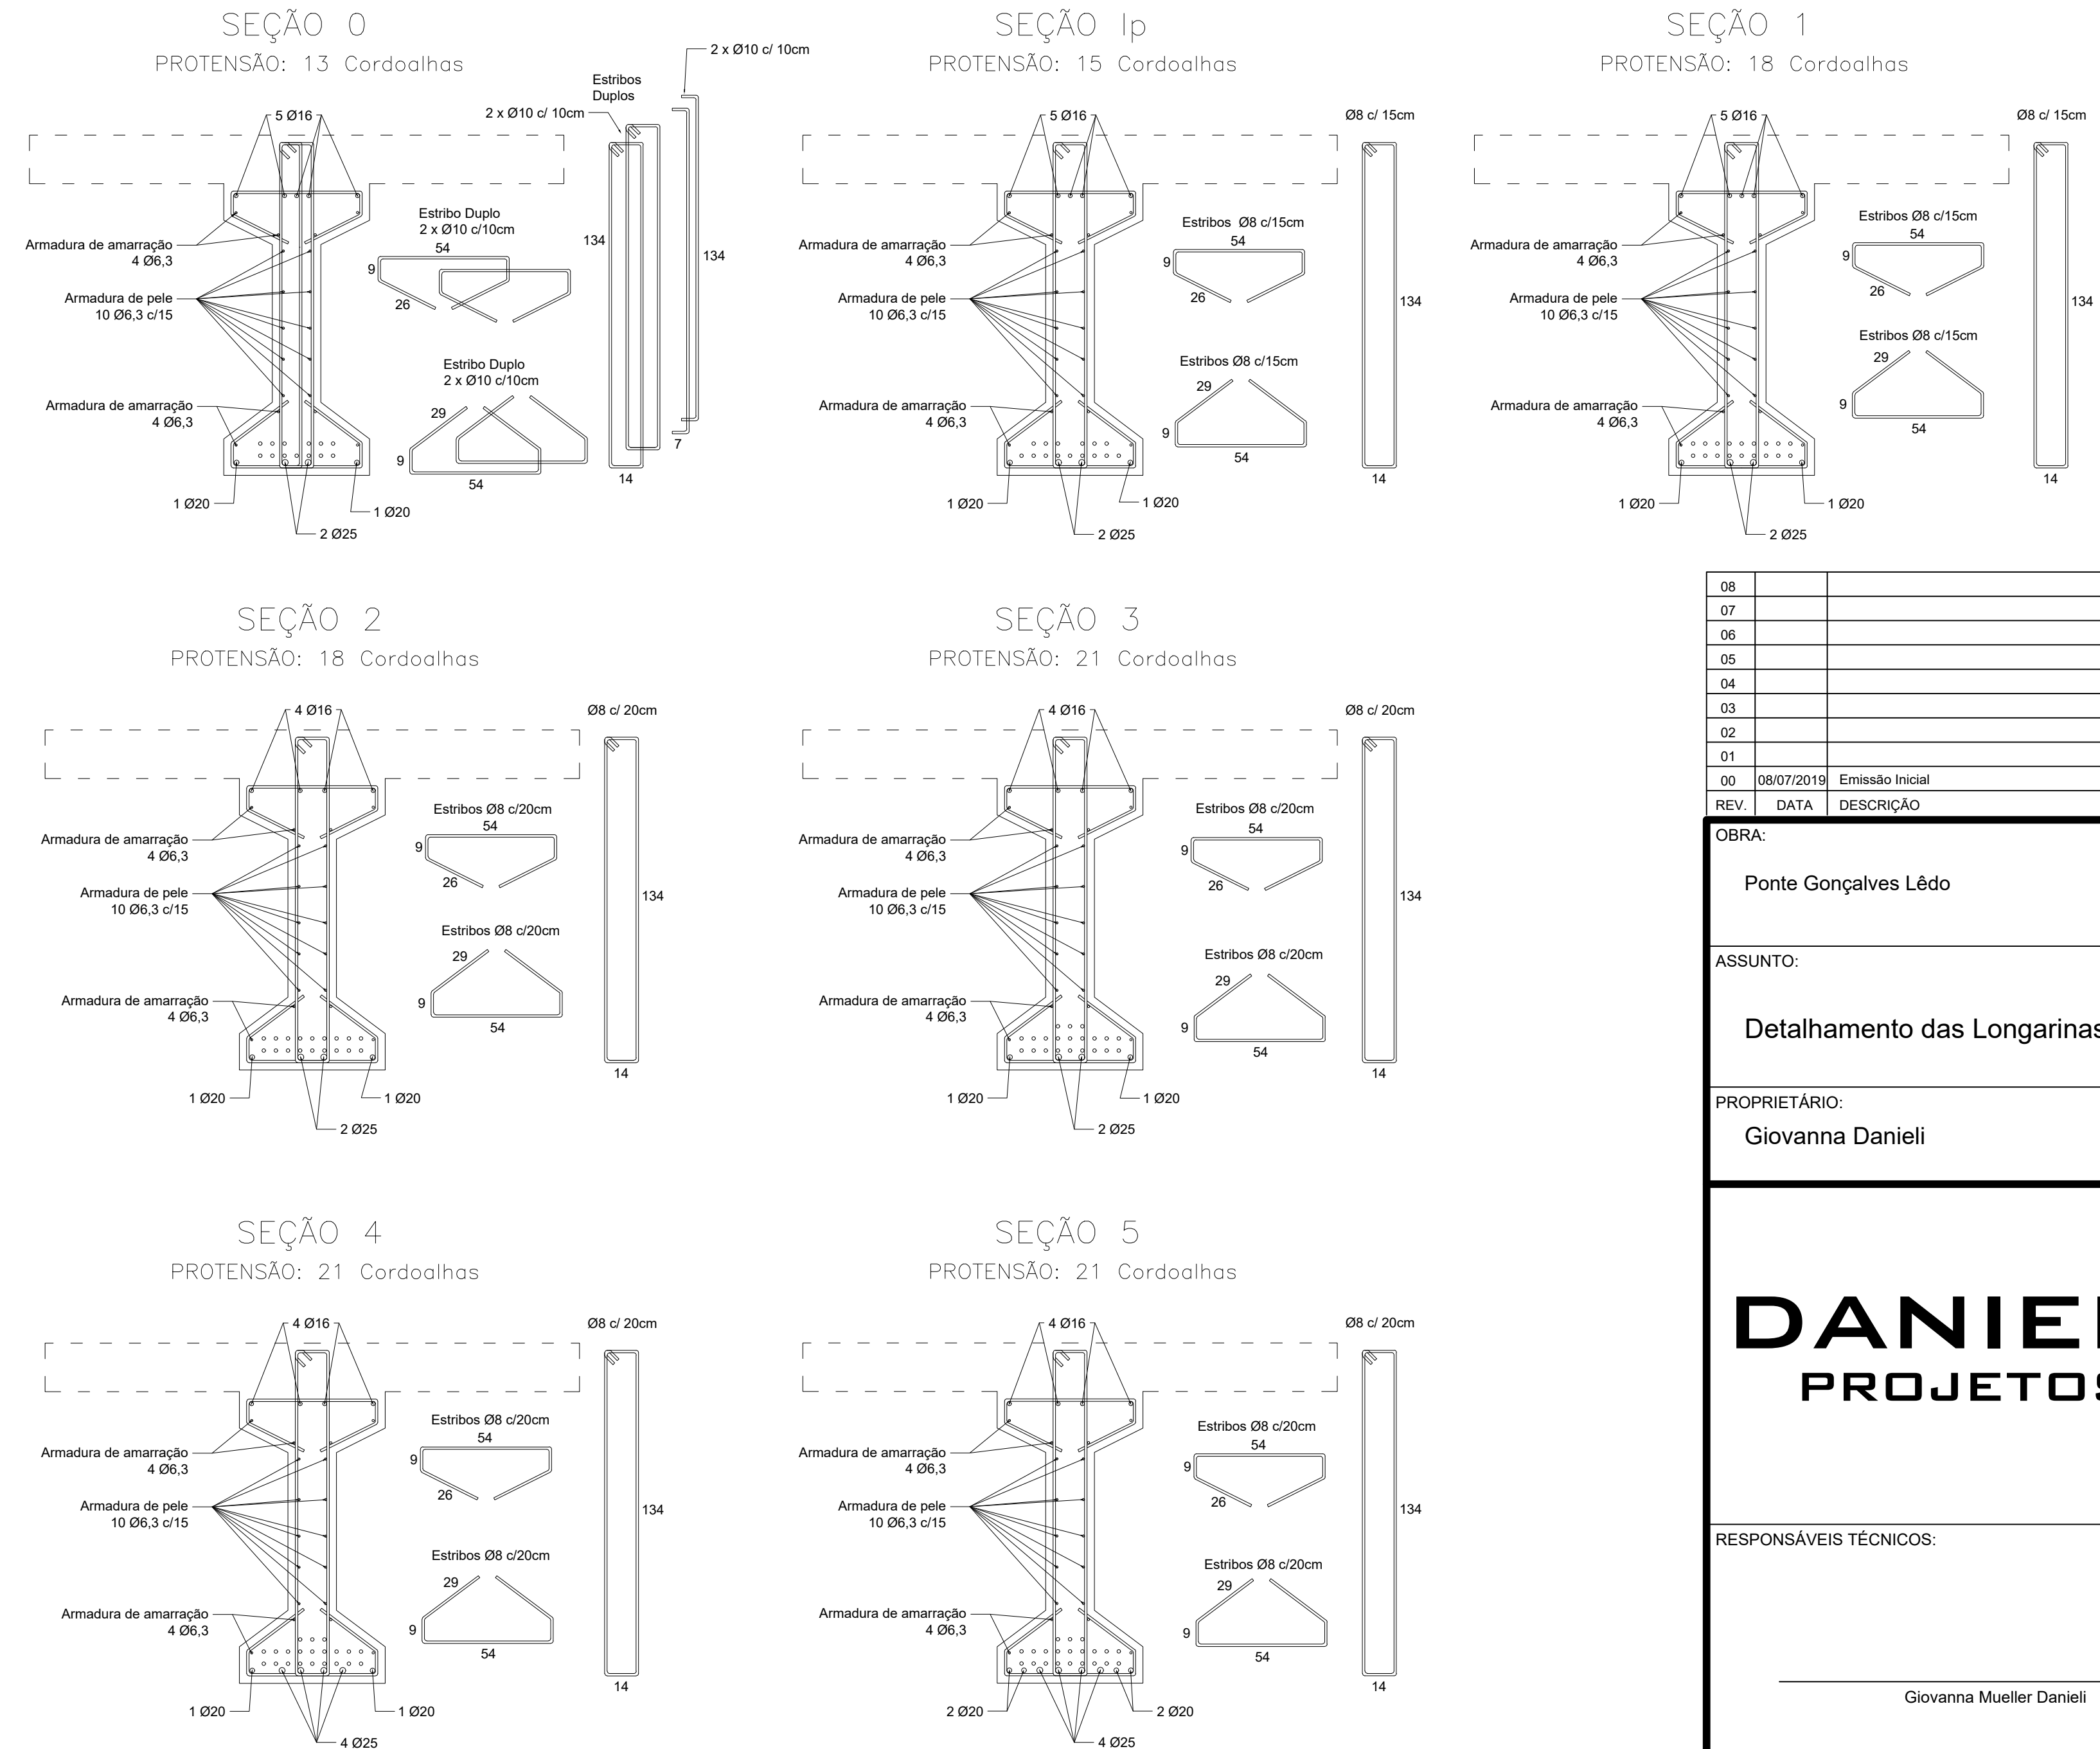 SEÇÃO 0
PROTENSÃO: 13 Cordoalhas
2 x Ø10 c/ 10cm
Estribos
Duplos
2 x Ø10 c/ 10cm
5 Ø16
Estribo Duplo
2 x Ø10 c/10cm
54
9
26
134
134
Armadura de amarração
4 Ø6,3
Armadura de pele
10 Ø6,3 c/15
Estribo Duplo
2 x Ø10 c/10cm
29
9
54
Armadura de amarração
4 Ø6,3
7
14
1 Ø20
1 Ø20
2 Ø25
SEÇÃO lp
PROTENSÃO: 15 Cordoalhas
5 Ø16
Ø8 c/ 15cm
Estribos Ø8 c/15cm
54
9
26
Armadura de amarração
4 Ø6,3
Armadura de pele
10 Ø6,3 c/15
134
Estribos Ø8 c/15cm
29
9
54
Armadura de amarração
4 Ø6,3
14
1 Ø20
1 Ø20
2 Ø25
SEÇÃO 1
PROTENSÃO: 18 Cordoalhas
5 Ø16
Ø8 c/ 15cm
Estribos Ø8 c/15cm
54
9
26
Armadura de amarração
4 Ø6,3
Armadura de pele
10 Ø6,3 c/15
134
Estribos Ø8 c/15cm
29
9
54
Armadura de amarração
4 Ø6,3
14
1 Ø20
1 Ø20
2 Ø25
SEÇÃO 2
PROTENSÃO: 18 Cordoalhas
4 Ø16
Ø8 c/ 20cm
Estribos Ø8 c/20cm
54
9
26
Armadura de amarração
4 Ø6,3
Armadura de pele
10 Ø6,3 c/15
134
Estribos Ø8 c/20cm
29
9
54
Armadura de amarração
4 Ø6,3
14
1 Ø20
1 Ø20
2 Ø25
SEÇÃO 3
PROTENSÃO: 21 Cordoalhas
4 Ø16
Ø8 c/ 20cm
Estribos Ø8 c/20cm
54
9
26
Armadura de amarração
4 Ø6,3
Armadura de pele
10 Ø6,3 c/15
134
Estribos Ø8 c/20cm
29
9
54
Armadura de amarração
4 Ø6,3
14
1 Ø20
1 Ø20
2 Ø25
SEÇÃO 4
PROTENSÃO: 21 Cordoalhas
4 Ø16
Ø8 c/ 20cm
Estribos Ø8 c/20cm
54
9
26
Armadura de amarração
4 Ø6,3
Armadura de pele
10 Ø6,3 c/15
134
Estribos Ø8 c/20cm
29
9
54
Armadura de amarração
4 Ø6,3
14
1 Ø20
1 Ø20
4 Ø25
SEÇÃO 5
PROTENSÃO: 21 Cordoalhas
4 Ø16
Ø8 c/ 20cm
Estribos Ø8 c/20cm
54
9
26
Armadura de amarração
4 Ø6,3
Armadura de pele
10 Ø6,3 c/15
134
Estribos Ø8 c/20cm
29
9
54
Armadura de amarração
4 Ø6,3
14
2 Ø20
2 Ø20
4 Ø25
08
07
06
05
04
03
02
01
00 08/07/2019 Emissão Inicial
REV. DATA DESCRIÇÃO
OBRA:
Ponte Gonçalves Lêdo
ASSUNTO:
Detalhamento das Longarinas
PROPRIETÁRIO:
Giovanna Danieli
DANIE
PROJETOS
RESPONSÁVEIS TÉCNICOS:
Giovanna Mueller Danieli